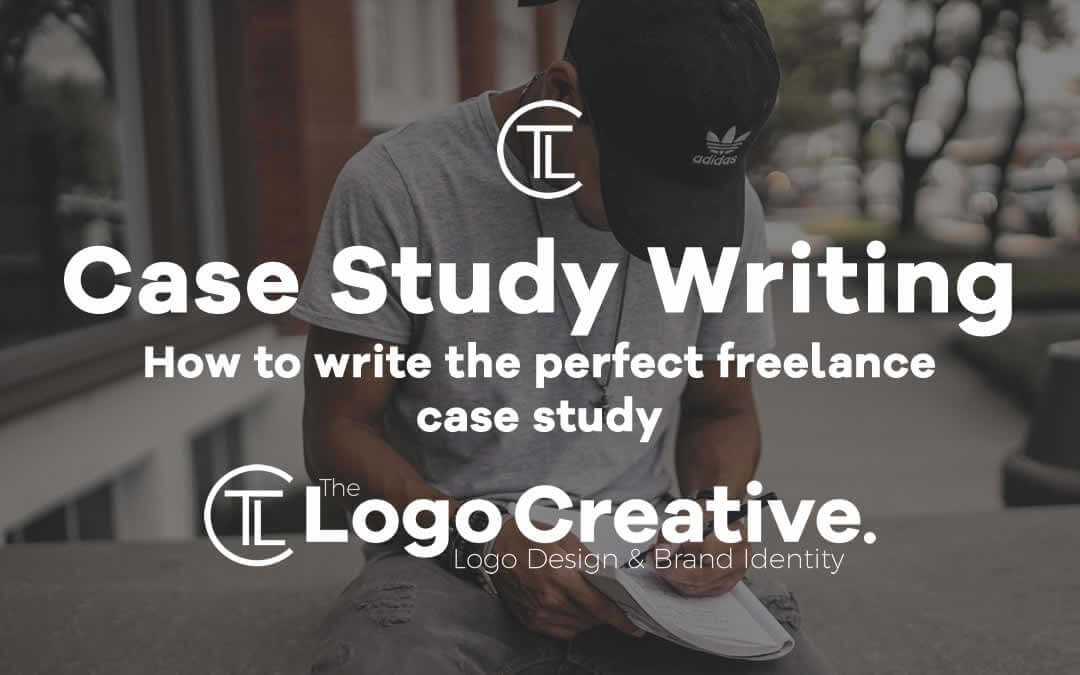 adidas
CTL
Case Study Writing
How to write the perfect freelance
case study
CTL
The
Logo Creative.
Logo Design & Brand Identity